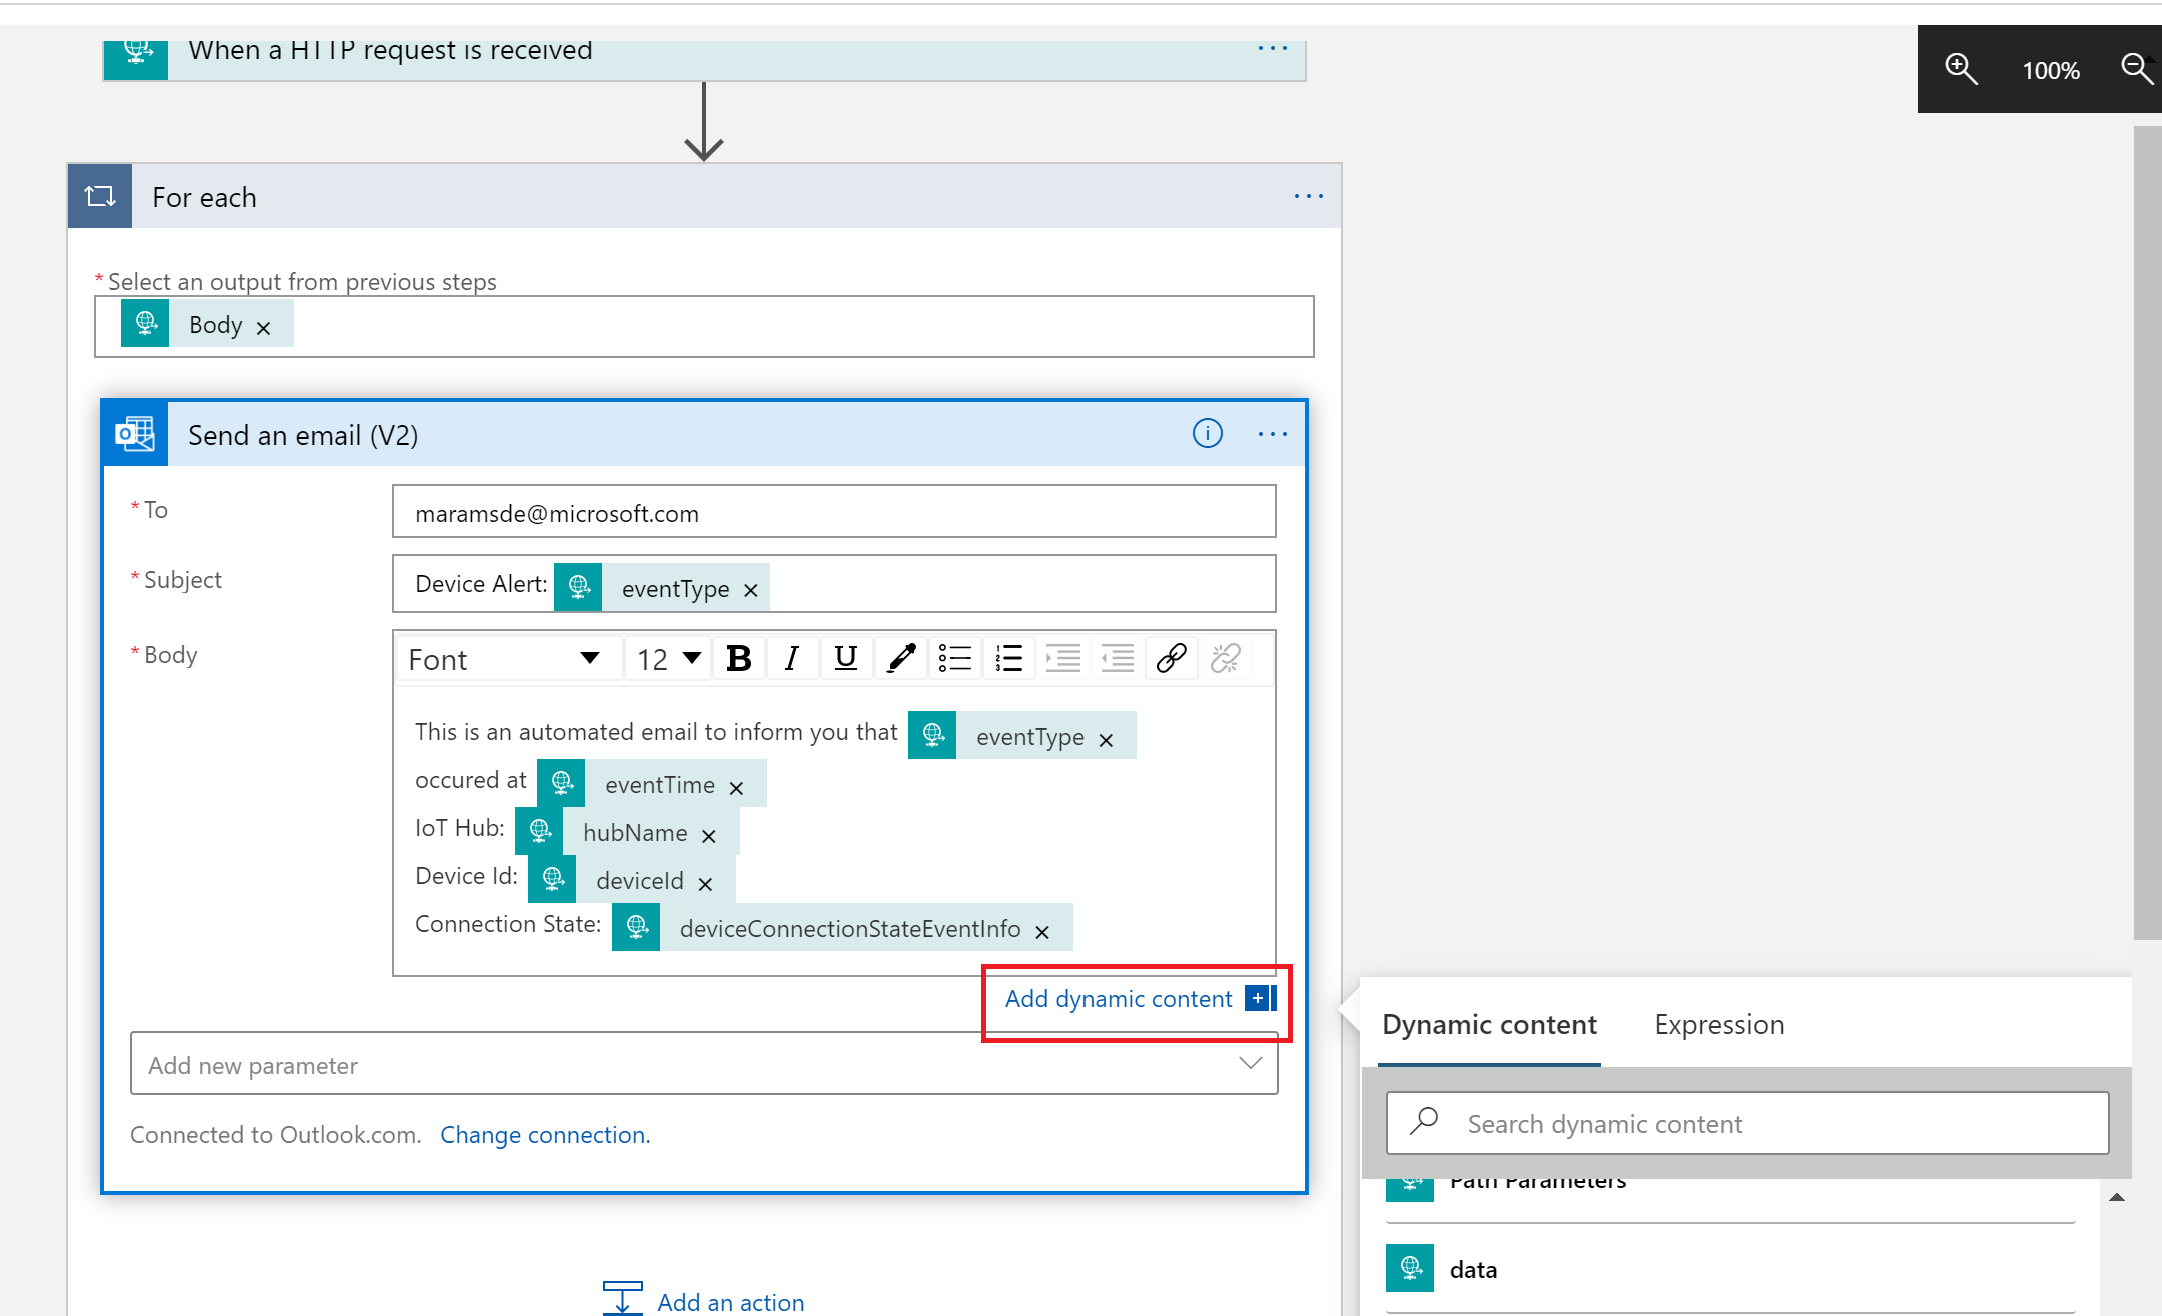 When a HTTP request is received
...
100%
For each
...
* Select an output from previous steps
Body ×
Send an email (V2)
i
...
* To
maramsde@microsoft.com
* Subject
Device Alert: eventType ×
* Body
Font 12 B I U
This is an automated email to inform you that eventType ×
occured at eventTime ×
IoT Hub: hubName ×
Device Id: deviceId ×
Connection State: deviceConnectionStateEventInfo ×
Add dynamic content +
Add new parameter
Connected to Outlook.com. Change connection.
Add an action
Dynamic content Expression
Search dynamic content
Path Parameters
data